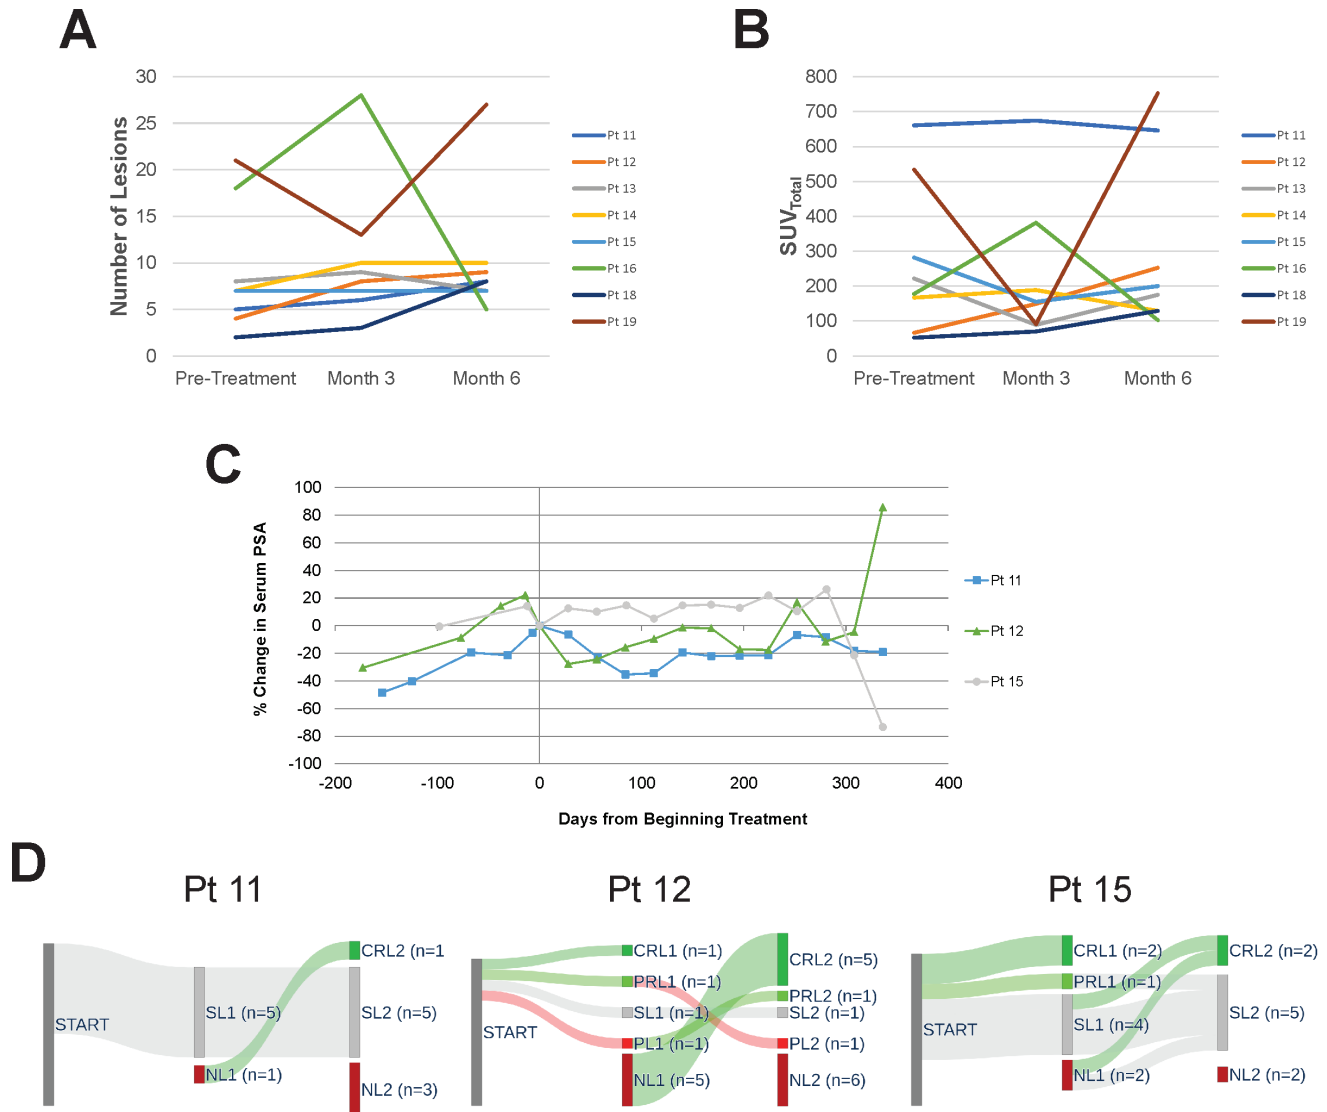 A
30
25
20
15
10
5
0
Number of Lesions
Pre-Treatment Month 3 Month 6
Pt 11
Pt 12
Pt 13
Pt 14
Pt 15
Pt 16
Pt 18
Pt 19
B
800
700
600
500
400
300
200
100
0
SUVTotal
Pre-Treatment Month 3 Month 6
Pt 11
Pt 12
Pt 13
Pt 14
Pt 15
Pt 16
Pt 18
Pt 19
C
100
80
60
40
20
0
-20
-40
-60
-80
-100
% Change in Serum PSA
-200 -100 0 100 200 300 400
Days from Beginning Treatment
Pt 11
Pt 12
Pt 15
D
Pt 11
START
SL1 (n=5)
NL1 (n=1)
CRL2 (n=1
SL2 (n=5)
NL2 (n=3)
Pt 12
START
CRL1 (n=1)
PRL1 (n=1)
SL1 (n=1)
PL1 (n=1)
NL1 (n=5)
CRL2 (n=5)
PRL2 (n=1)
SL2 (n=1)
PL2 (n=1)
NL2 (n=6)
Pt 15
START
CRL1 (n=2)
PRL1 (n=1)
SL1 (n=4)
NL1 (n=2)
CRL2 (n=2)
SL2 (n=5)
NL2 (n=2)